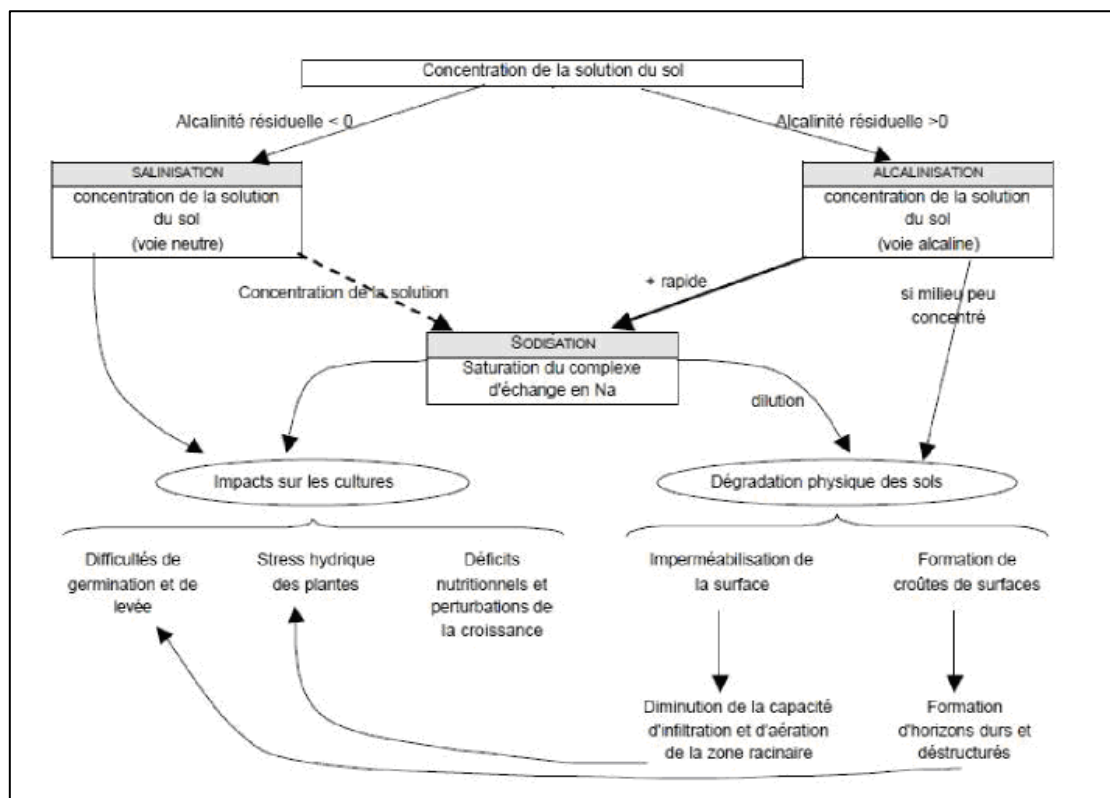 Concentration de la solution du sol
Alcalinité résiduelle < 0
Alcalinité résiduelle >0
SALINISATION
concentration de la solution
du sol
(voie neutre)
ALCALINISATION
concentration de la solution
du sol
(voie alcaline)
Concentration de la solution
+ rapide
si milieu peu
concentré
SODISATION
Saturation du complexe
d'échange en Na
dilution
Impacts sur les cultures
Dégradation physique des sols
Difficultés de
germination et de
levée
Stress hydrique
des plantes
Déficits
nutritionnels et
perturbations de
la croissance
Imperméabilisation de
la surface
Formation de
croûtes de surfaces
Diminution de la capacité
d'infiltration et d'aération
de la zone racinaire
Formation
d'horizons durs et
déstructurés